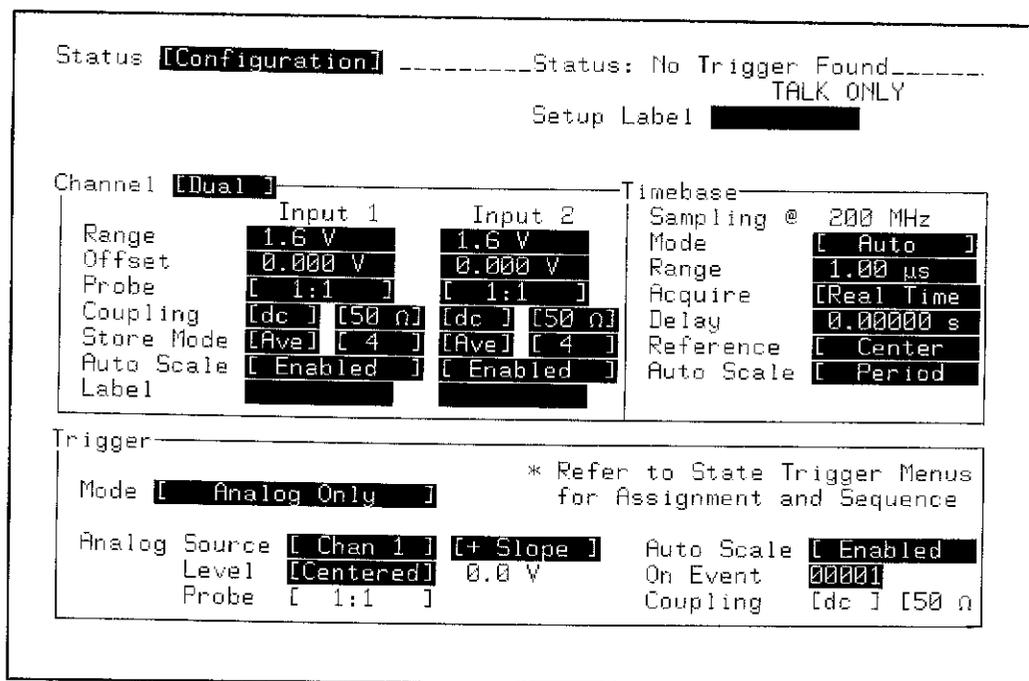 Status [Configuration] _________Status: No Trigger Found______
TALK ONLY
Setup Label
Channel [Dual ]
Input 1 Input 2
Range 1.6 V 1.6 V
Offset 0.000 V 0.000 V
Probe [ 1:1 ] [ 1:1 ]
Coupling [dc ] [50 Ω] [dc ] [50 Ω]
Store Mode [Ave] [ 4 ] [Ave] [ 4 ]
Auto Scale [ Enabled ] [ Enabled ]
Label
Timebase
Sampling @ 200 MHz
Mode [ Auto ]
Range 1.00 µs
Acquire [Real Time
Delay 0.00000 s
Reference [ Center
Auto Scale [ Period
Trigger
Mode [ Analog Only ]
* Refer to State Trigger Menus
for Assignment and Sequence
Analog Source [ Chan 1 ] [+ Slope ]
Level [Centered] 0.0 V
Probe [ 1:1 ]
Auto Scale [ Enabled
On Event 00001
Coupling [dc ] [50 Ω